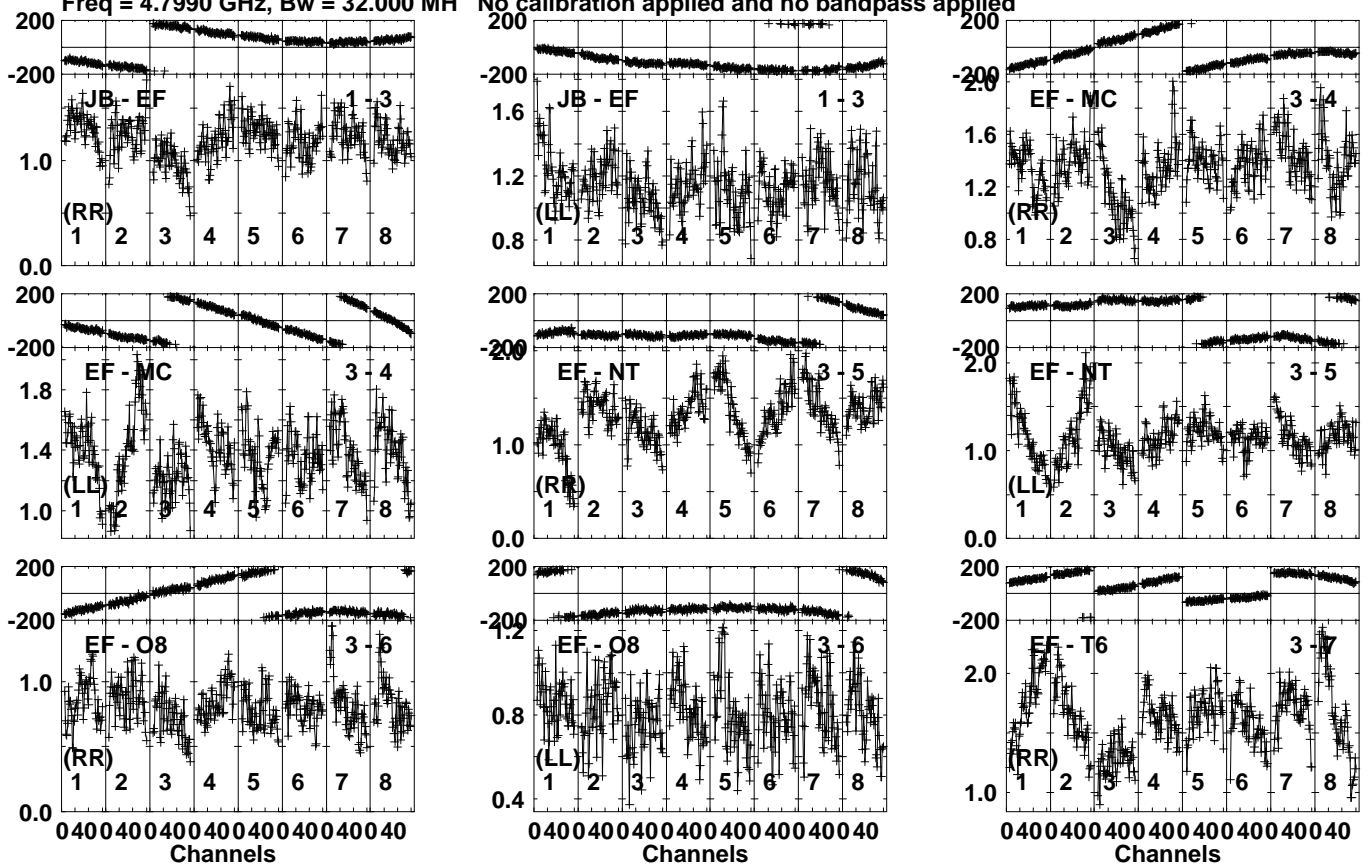 Freq = 4.7990 GHz, Bw = 32.000 MH No calibration applied and no bandpass applied
200
-200
JB - EF 1 - 3
1.0
(RR)
1 2 3 4 5 6 7 8
0.0
200
-200
JB - EF 1 - 3
1.6
1.2
(LL)
0.8
1 2 3 4 5 6 7 8
200
-200
2.0
EF - MC 3 - 4
1.6
1.2
(RR)
0.8
1 2 3 4 5 6 7 8
200
-200
EF - MC 3 - 4
1.8
1.4
(LL)
1.0
1 2 3 4 5 6 7 8
200
-200
2.0
EF - NT 3 - 5
1.0
(RR)
1 2 3 4 5 6 7 8
0.0
200
-200
2.0
EF - NT 3 - 5
1.0
(LL)
1 2 3 4 5 6 7 8
0.0
200
-200
EF - O8 3 - 6
1.0
(RR)
1 2 3 4 5 6 7 8
0.0
0 40 0 40 0 40 0 40 0 40 0 40 0 40 0 40
Channels
200
-200
1.2
EF - O8 3 - 6
0.8
(LL)
1 2 3 4 5 6 7 8
0.4
0 40 0 40 0 40 0 40 0 40 0 40 0 40 0 40
Channels
200
-200
EF - T6 3 - 7
2.0
(RR)
1 2 3 4 5 6 7 8
1.0
0 40 0 40 0 40 0 40 0 40 0 40 0 40 0 40
Channels